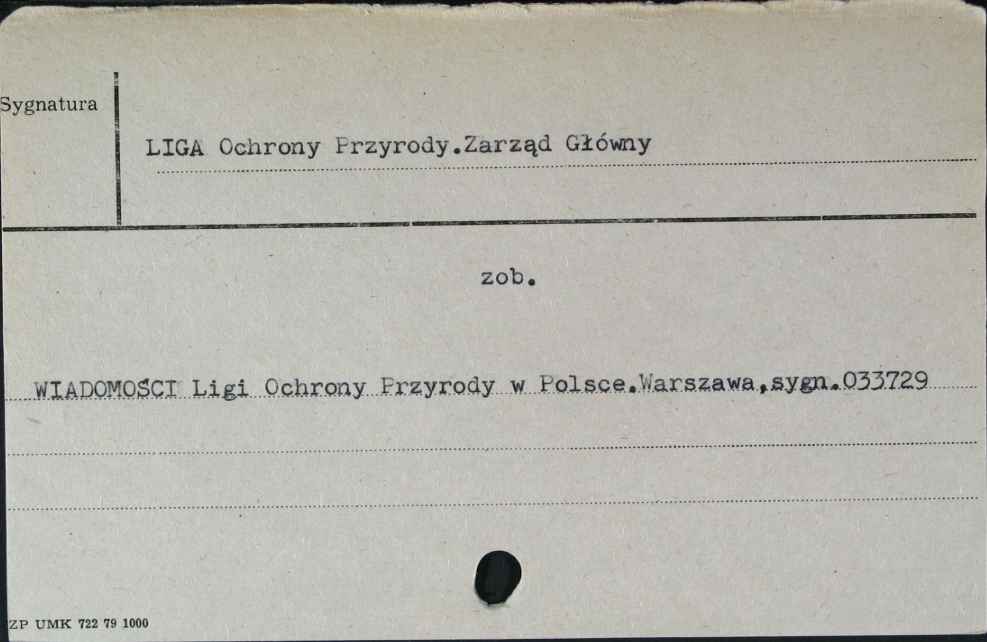 Sygnatura
LIGA Ochrony Przyrody.Zarząd Główny
zob.
WIADOMOŚCI Ligi Ochrony Przyrody w Polsce.Warszawa,sygn.033729
ZP UMK 722 79 1000